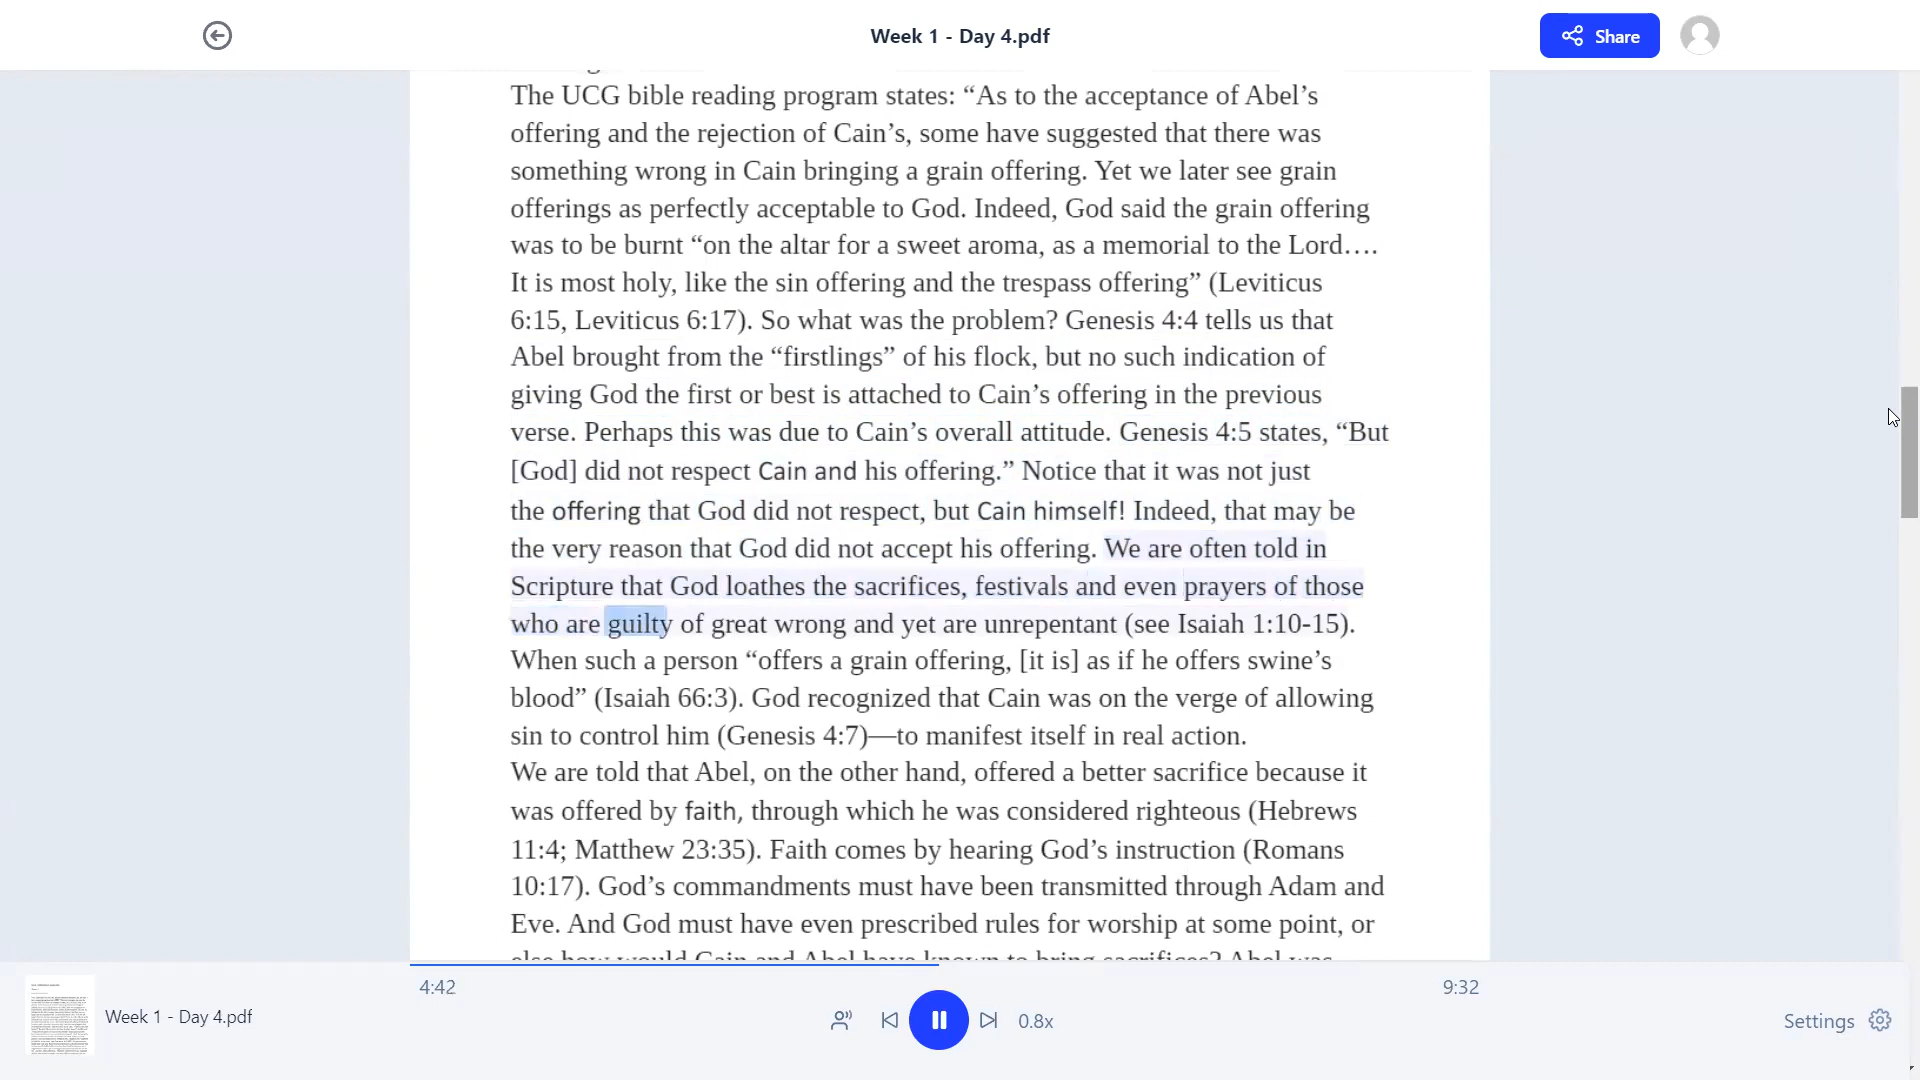 Week 1 - Day 4.pdf
Share
The UCG bible reading program states: “As to the acceptance of Abel’s
offering and the rejection of Cain’s, some have suggested that there was
something wrong in Cain bringing a grain offering. Yet we later see grain
offerings as perfectly acceptable to God. Indeed, God said the grain offering
was to be burnt “on the altar for a sweet aroma, as a memorial to the Lord….
It is most holy, like the sin offering and the trespass offering” (Leviticus
6:15, Leviticus 6:17). So what was the problem? Genesis 4:4 tells us that
Abel brought from the “firstlings” of his flock, but no such indication of
giving God the first or best is attached to Cain’s offering in the previous
verse. Perhaps this was due to Cain’s overall attitude. Genesis 4:5 states, “But
[God] did not respect Cain and his offering.” Notice that it was not just
the offering that God did not respect, but Cain himself! Indeed, that may be
the very reason that God did not accept his offering. We are often told in
Scripture that God loathes the sacrifices, festivals and even prayers of those
who are guilty of great wrong and yet are unrepentant (see Isaiah 1:10-15).
When such a person “offers a grain offering, [it is] as if he offers swine’s
blood” (Isaiah 66:3). God recognized that Cain was on the verge of allowing
sin to control him (Genesis 4:7)—to manifest itself in real action.
We are told that Abel, on the other hand, offered a better sacrifice because it
was offered by faith, through which he was considered righteous (Hebrews
11:4; Matthew 23:35). Faith comes by hearing God’s instruction (Romans
10:17). God’s commandments must have been transmitted through Adam and
Eve. And God must have even prescribed rules for worship at some point, or
else how would Cain and Abel have known to bring sacrifices? Abel was
4:42
9:32
Week 1 - Day 4.pdf
0.8x
Settings